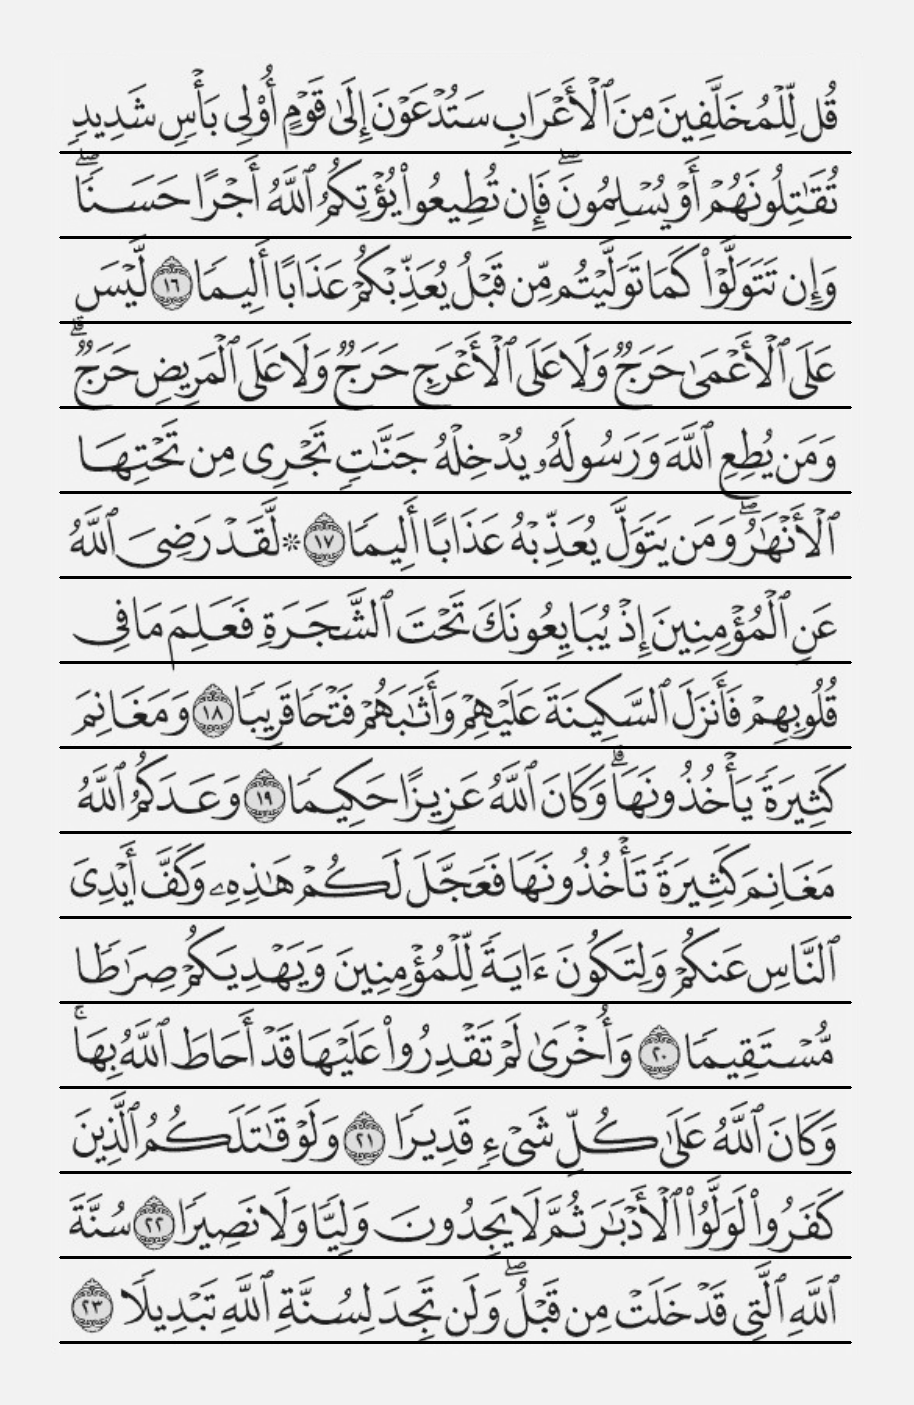 قُل لِّلْمُخَلَّفِينَ مِنَ ٱلْأَعْرَابِ سَتُدْعَوْنَ إِلَىٰ قَوْمٍ أُو۟لِى بَأْسٍ شَدِيدٍ
تُقَـٰتِلُونَهُمْ أَوْ يُسْلِمُونَ ۖ فَإِن تُطِيعُوا۟ يُؤْتِكُمُ ٱللَّهُ أَجْرًا حَسَنًا ۖ
وَإِن تَتَوَلَّوْا۟ كَمَا تَوَلَّيْتُم مِّن قَبْلُ يُعَذِّبْكُمْ عَذَابًا أَلِيمًا ١٦ لَّيْسَ
عَلَى ٱلْأَعْمَىٰ حَرَجٌ وَلَا عَلَى ٱلْأَعْرَجِ حَرَجٌ وَلَا عَلَى ٱلْمَرِيضِ حَرَجٌ ۗ
وَمَن يُطِعِ ٱللَّهَ وَرَسُولَهُۥ يُدْخِلْهُ جَنَّـٰتٍ تَجْرِى مِن تَحْتِهَا
ٱلْأَنْهَـٰرُ ۖ وَمَن يَتَوَلَّ يُعَذِّبْهُ عَذَابًا أَلِيمًا ١٧ ۞ لَّقَدْ رَضِىَ ٱللَّهُ
عَنِ ٱلْمُؤْمِنِينَ إِذْ يُبَايِعُونَكَ تَحْتَ ٱلشَّجَرَةِ فَعَلِمَ مَا فِى
قُلُوبِهِمْ فَأَنزَلَ ٱلسَّكِينَةَ عَلَيْهِمْ وَأَثَـٰبَهُمْ فَتْحًا قَرِيبًا ١٨ وَمَغَانِمَ
كَثِيرَةً يَأْخُذُونَهَا ۗ وَكَانَ ٱللَّهُ عَزِيزًا حَكِيمًا ١٩ وَعَدَكُمُ ٱللَّهُ
مَغَانِمَ كَثِيرَةً تَأْخُذُونَهَا فَعَجَّلَ لَكُمْ هَـٰذِهِۦ وَكَفَّ أَيْدِىَ
ٱلنَّاسِ عَنكُمْ وَلِتَكُونَ ءَايَةً لِّلْمُؤْمِنِينَ وَيَهْدِيَكُمْ صِرَٰطًا
مُّسْتَقِيمًا ٢٠ وَأُخْرَىٰ لَمْ تَقْدِرُوا۟ عَلَيْهَا قَدْ أَحَاطَ ٱللَّهُ بِهَا ۚ
وَكَانَ ٱللَّهُ عَلَىٰ كُلِّ شَىْءٍ قَدِيرًا ٢١ وَلَوْ قَـٰتَلَكُمُ ٱلَّذِينَ
كَفَرُوا۟ لَوَلَّوُا۟ ٱلْأَدْبَـٰرَ ثُمَّ لَا يَجِدُونَ وَلِيًّا وَلَا نَصِيرًا ٢٢ سُنَّةَ
ٱللَّهِ ٱلَّتِى قَدْ خَلَتْ مِن قَبْلُ ۖ وَلَن تَجِدَ لِسُنَّةِ ٱللَّهِ تَبْدِيلًا ٢٣